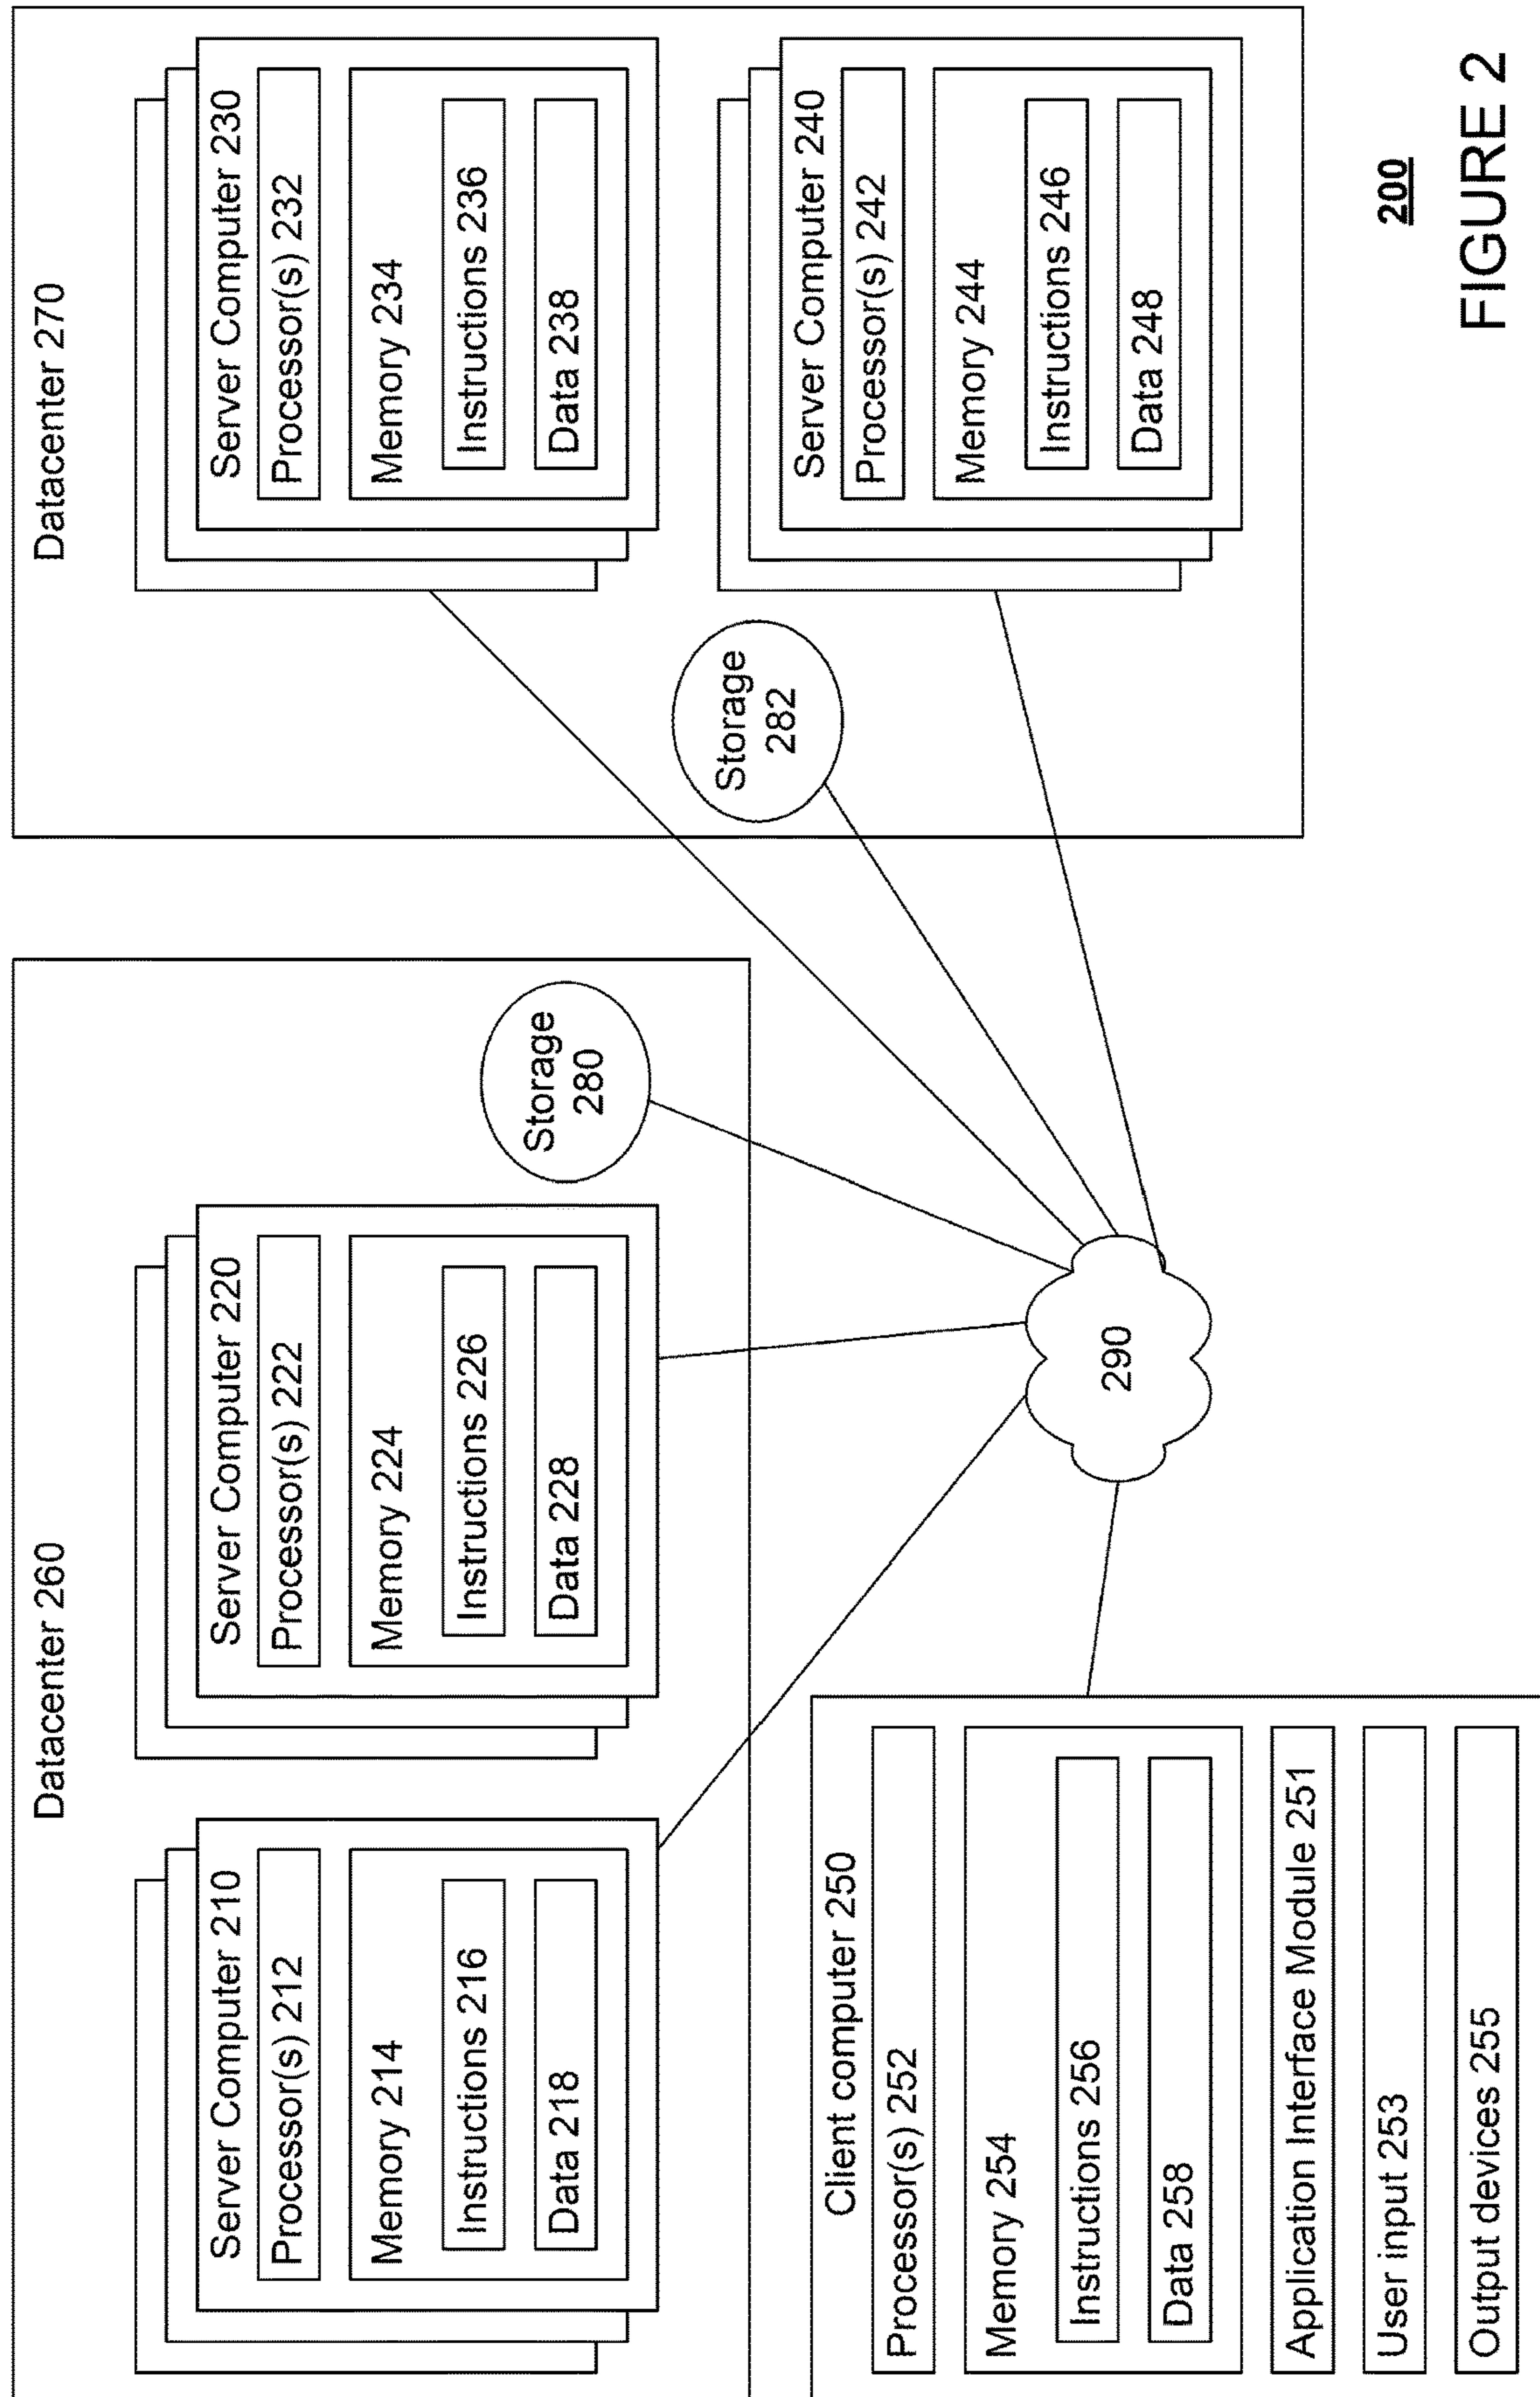 Datacenter 260
Server Computer 210
Processor(s) 212
Memory 214
Instructions 216
Data 218
Server Computer 220
Processor(s) 222
Memory 224
Instructions 226
Data 228
Storage
280
Datacenter 270
Server Computer 230
Processor(s) 232
Memory 234
Instructions 236
Data 238
Storage
282
Server Computer 240
Processor(s) 242
Memory 244
Instructions 246
Data 248
Client computer 250
Processor(s) 252
Memory 254
Instructions 256
Data 258
Application Interface Module 251
User input 253
Output devices 255
290
200
FIGURE 2